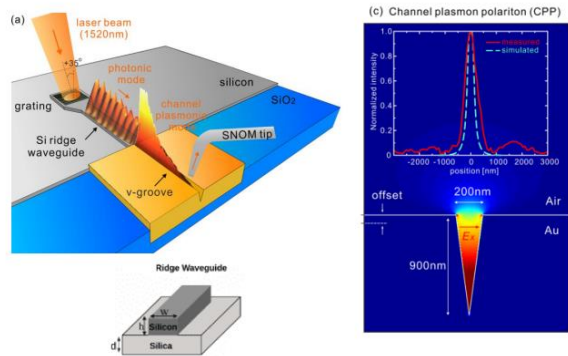 (a)
laser beam
(1520nm)
+35°
photonic
mode
silicon
channel
plasmonic
grating
SiO₂
Si ridge
waveguide
SNOM tip
v-groove
Ridge Waveguide
W
h
Silicon
d
Silica
(c) Channel plasmon polariton (CPP)
1.0
measured
simulated
0.8
0.6
0.4
0.2
0
Normalized intensity
-2000 -1000 0 1000 2000 3000
position [nm]
offset
200nm
Air
Au
Ex
900nm